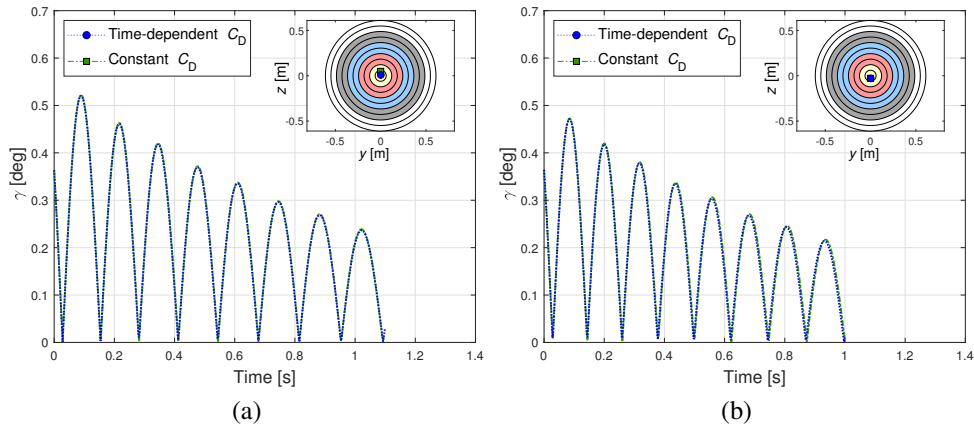 0.7
0.6
0.5
0.4
0.3
0.2
0.1
0
γ [deg]
0 0.2 0.4 0.6 0.8 1 1.2 1.4
Time [s]
Time-dependent C_D
Constant C_D
0.5
0
-0.5
z [m]
-0.5 0 0.5
y [m]
(a)
0.7
0.6
0.5
0.4
0.3
0.2
0.1
0
γ [deg]
0 0.2 0.4 0.6 0.8 1 1.2 1.4
Time [s]
Time-dependent C_D
Constant C_D
0.5
0
-0.5
z [m]
-0.5 0 0.5
y [m]
(b)